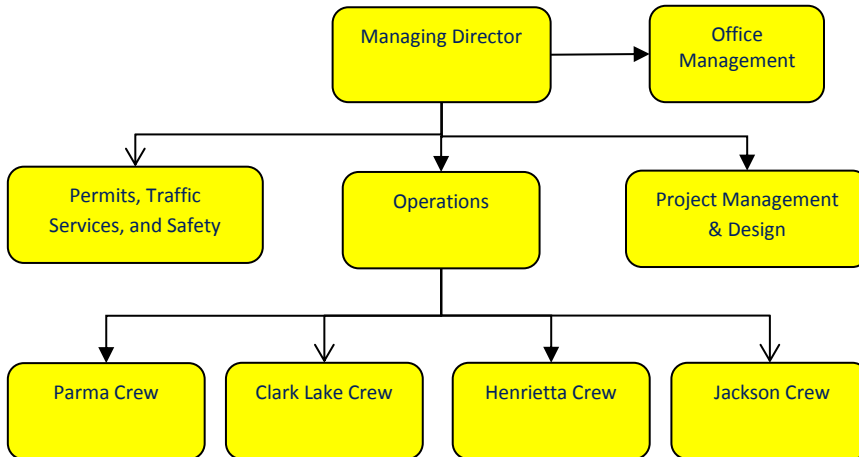 Managing Director
Office
Management
Permits, Traffic
Services, and Safety
Operations
Project Management
& Design
Parma Crew
Clark Lake Crew
Henrietta Crew
Jackson Crew